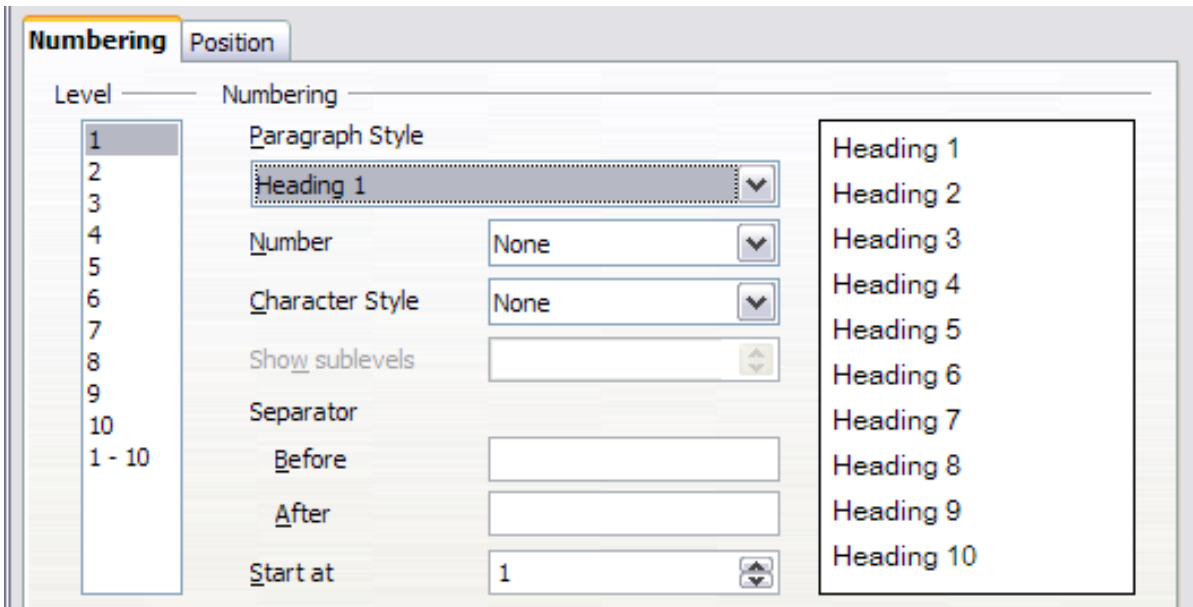 Numbering Position
Level Numbering
1
2
3
4
5
6
7
8
9
10
1 - 10
Paragraph Style
Heading 1
Number None
Character Style None
Show sublevels
Separator
Before
After
Start at 1
Heading 1
Heading 2
Heading 3
Heading 4
Heading 5
Heading 6
Heading 7
Heading 8
Heading 9
Heading 10